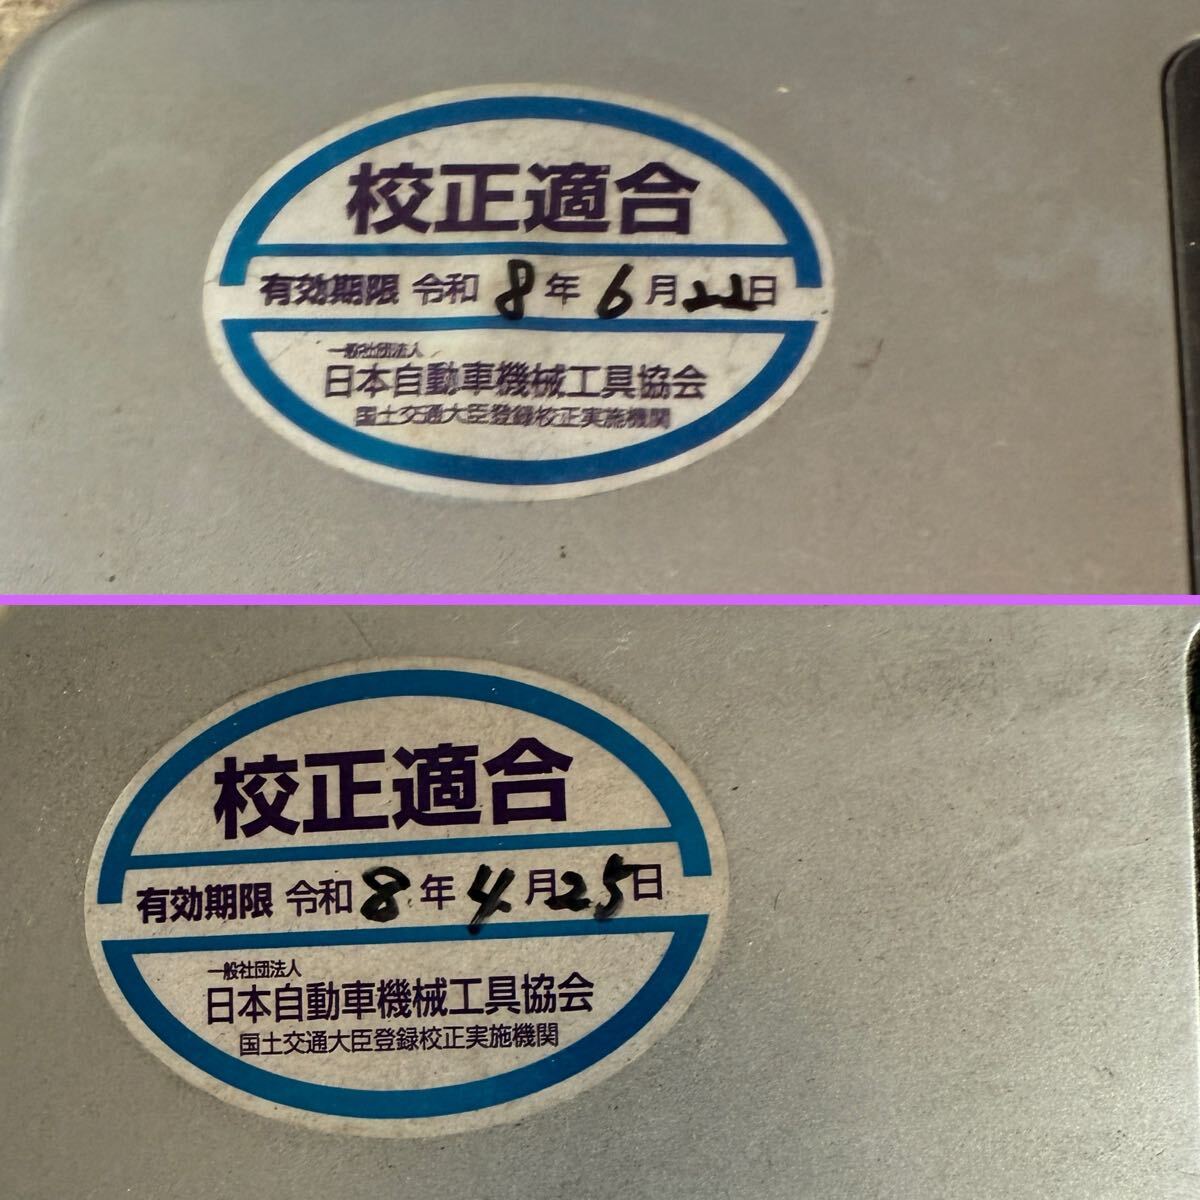 校正適合
有効期限 令和 8 年 6 月 22 日
一般社団法人
日本自動車機械工具協会
国土交通大臣登録校正実施機関
校正適合
有効期限 令和 8 年 4 月 25 日
一般社団法人
日本自動車機械工具協会
国土交通大臣登録校正実施機関